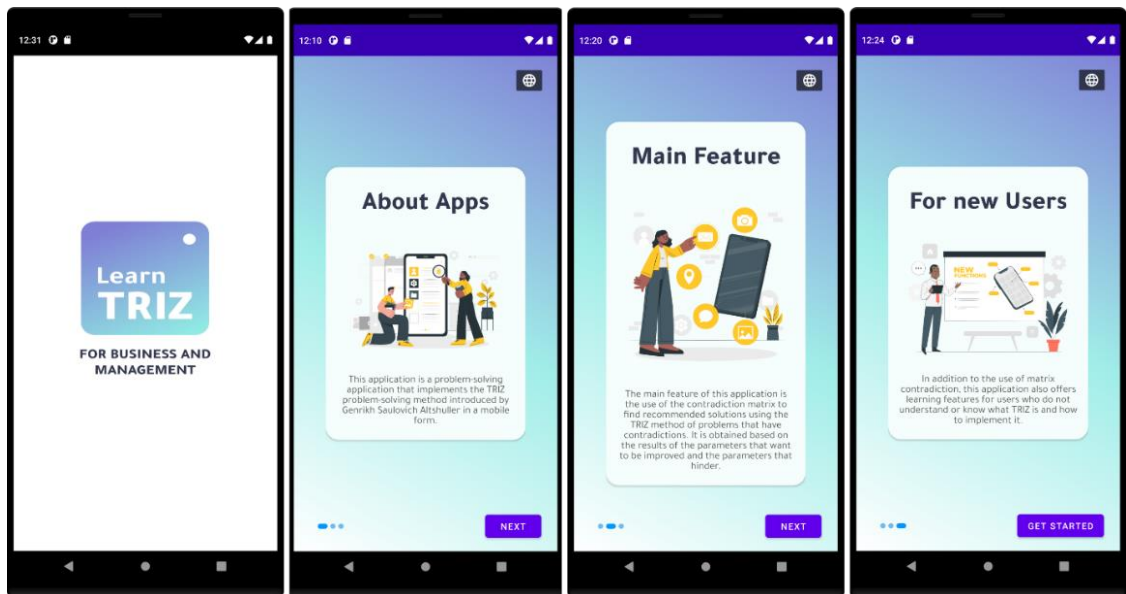 12:31
Learn
TRIZ
FOR BUSINESS AND
MANAGEMENT
12:10
About Apps
This application is a problem-solving
application that implements the TRIZ
problem-solving method introduced by
Genrikh Saulovich Altshuller in a mobile
form.
NEXT
12:20
Main Feature
The main feature of this application is
the use of the contradiction matrix to
find recommended solutions using the
TRIZ method of problems that have
contradictions. It is obtained based on
the results of the parameters that want
to be improved and the parameters that
hinder.
NEXT
12:24
For new Users
NEW
FUNCTIONS
In addition to the use of matrix
contradiction, this application also offers
learning features for users who do not
understand or know what TRIZ is and how
to implement it.
GET STARTED